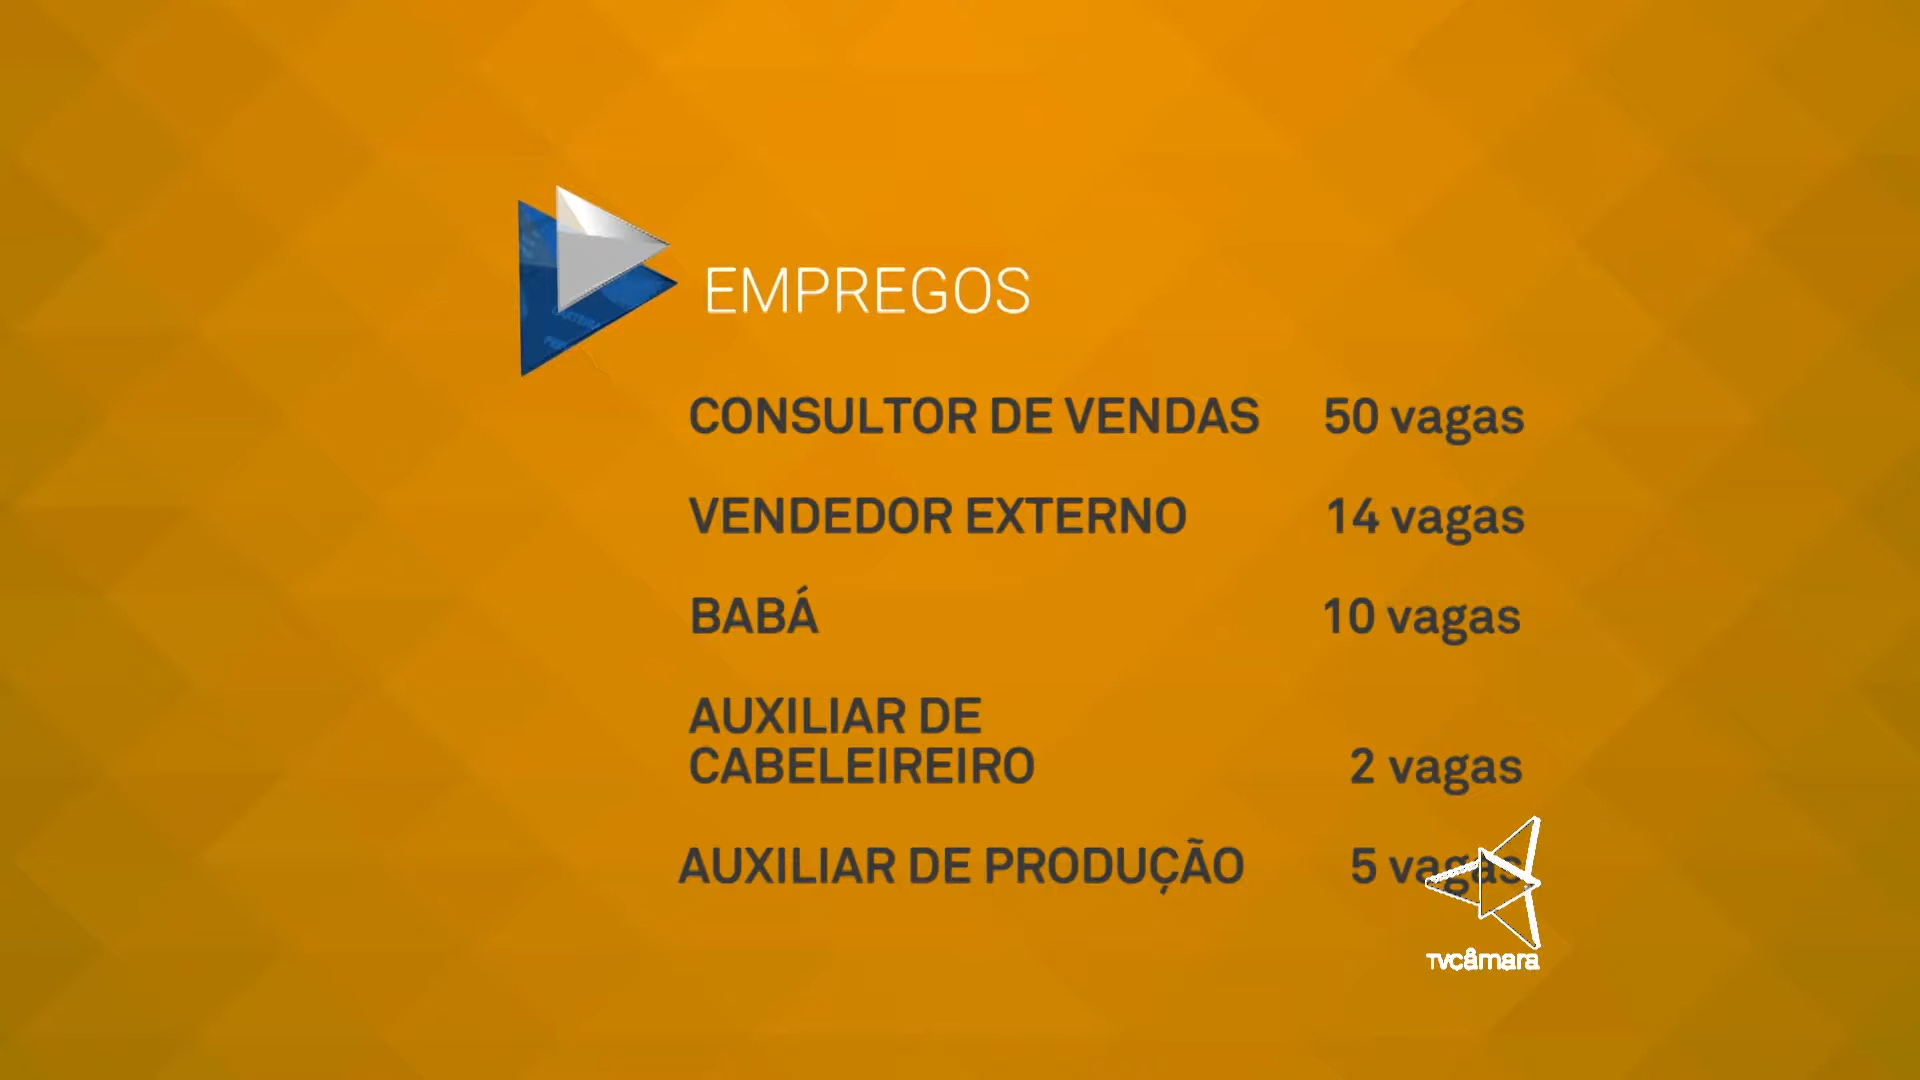 EMPREGOS
CONSULTOR DE VENDAS 50 vagas
VENDEDOR EXTERNO 14 vagas
BABÁ 10 vagas
AUXILIAR DE
CABELEIREIRO 2 vagas
AUXILIAR DE PRODUÇÃO 5 vagas
TVCâmara